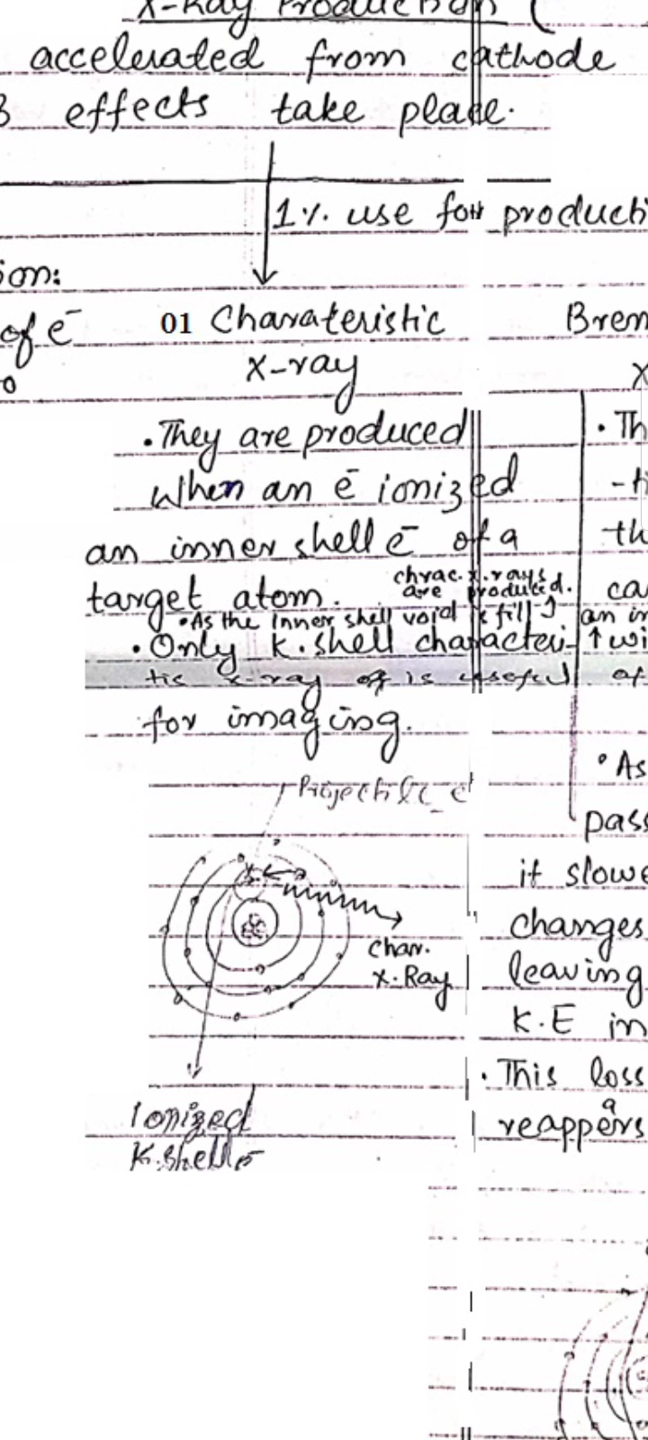 X-Ray Production (
accelerated from cathode
3 effects take place.
1% use for producti
ion:
of ē
01 Charateristic
x-ray
• They are produced
when an ē ionized
an inner shell ē of a
target atom.
chrac. x.rays
are produced.
• As the inner shell void is fill ↑
• Only k.shell characteri-
tic x-ray of is useful
for imaging.
Projectile ē
Char.
x.Ray
Ionized
K.shell ē
Brem
X
• Th
-ti
th
ca
an in
↑ wi
of
• As
pass
it slowe
changes
leaving
K.E in
• This loss
reappears